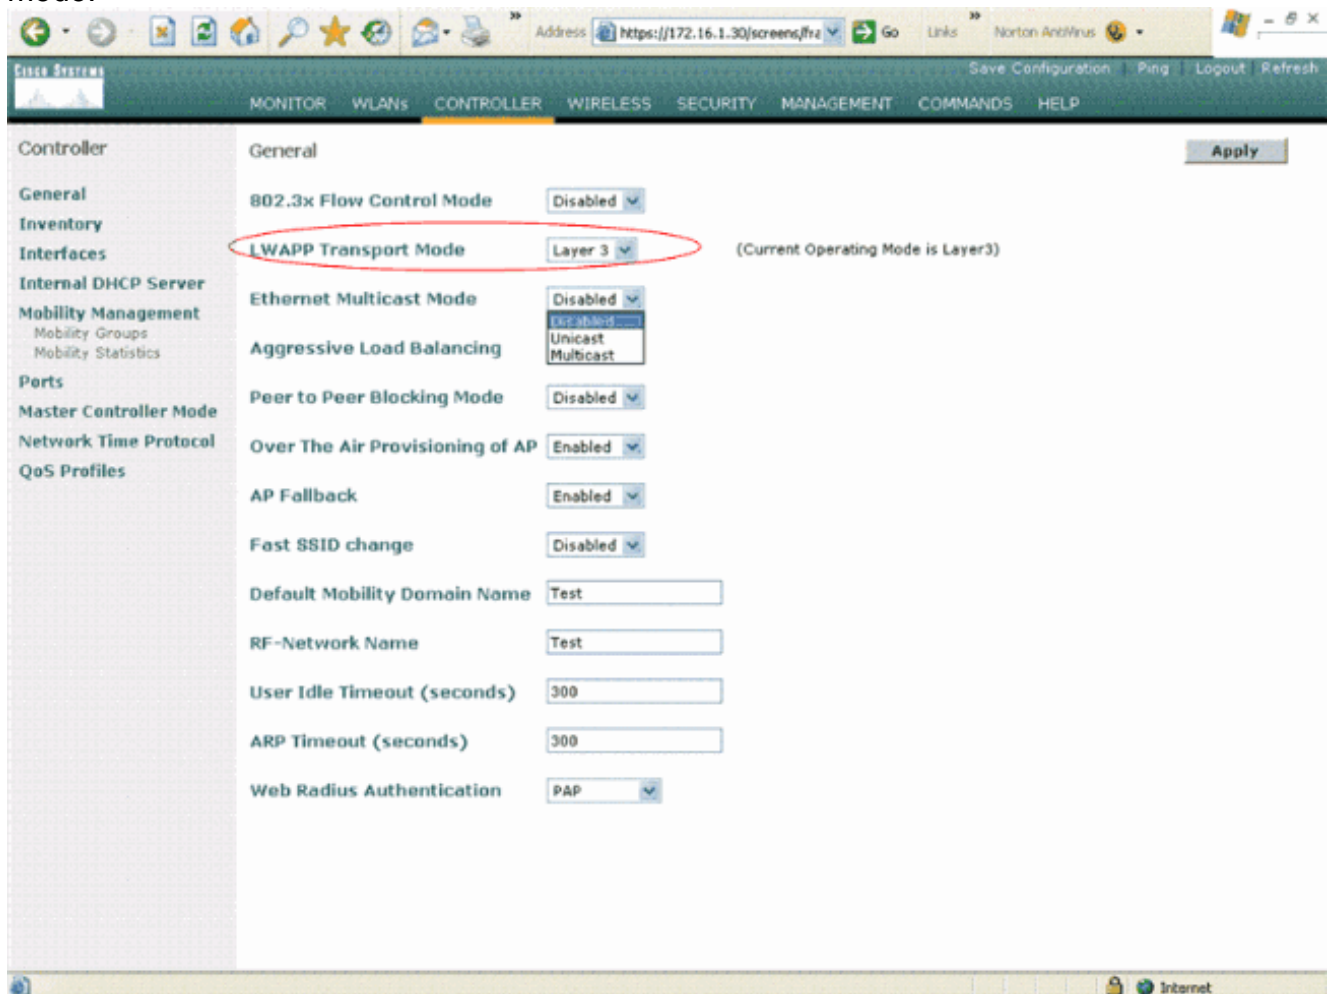 mode.
Address https://172.16.1.30/screens/fra Go Links Norton AntiVirus
Save Configuration Ping Logout Refresh
CISCO SYSTEMS
MONITOR WLANs CONTROLLER WIRELESS SECURITY MANAGEMENT COMMANDS HELP
Controller
General
Inventory
Interfaces
Internal DHCP Server
Mobility Management
Mobility Groups
Mobility Statistics
Ports
Master Controller Mode
Network Time Protocol
QoS Profiles
General
Apply
802.3x Flow Control Mode Disabled
LWAPP Transport Mode Layer 3 (Current Operating Mode is Layer3)
Ethernet Multicast Mode Disabled
Disabled
Unicast
Multicast
Aggressive Load Balancing
Peer to Peer Blocking Mode Disabled
Over The Air Provisioning of AP Enabled
AP Fallback Enabled
Fast SSID change Disabled
Default Mobility Domain Name Test
RF-Network Name Test
User Idle Timeout (seconds) 300
ARP Timeout (seconds) 300
Web Radius Authentication PAP
Internet